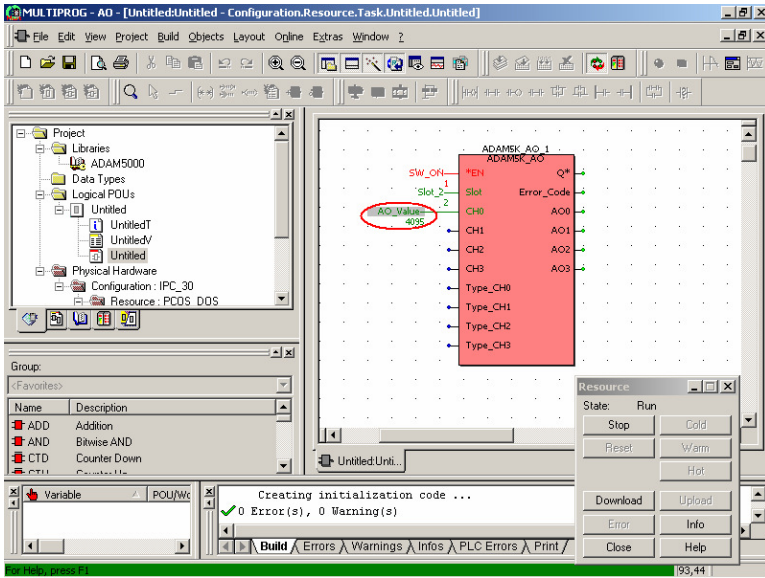 MULTIPROG - AO - [Untitled:Untitled - Configuration.Resource.Task.Untitled.Untitled]
File Edit View Project Build Objects Layout Online Extras Window ?
Project
Libraries
ADAM5000
Data Types
Logical POUs
Untitled
UntitledT
UntitledV
Untitled
Physical Hardware
Configuration : IPC_30
Resource : PCOS_DOS
Group:
<Favorites>
Name Description
ADD Addition
AND Bitwise AND
CTD Counter Down
CTU Counter Up
ADAM5K_AO_1
ADAM5K_AO
SW_ON *EN Q*
1
Slot_2 Slot Error_Code
2
AO_Value CH0 AO0
4095
CH1 AO1
CH2 AO2
CH3 AO3
Type_CH0
Type_CH1
Type_CH2
Type_CH3
Untitled:Unti...
Resource
State: Run
Stop Cold
Reset Warm
Hot
Download Upload
Error Info
Close Help
Variable POU/Wo
Creating initialization code ...
0 Error(s), 0 Warning(s)
Build Errors Warnings Infos PLC Errors Print
For Help, press F1
93,44